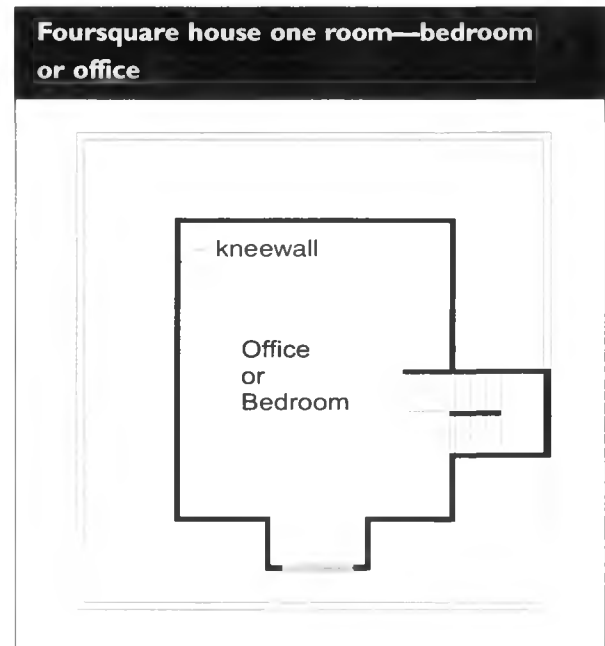 Foursquare house one room—bedroom
or office
kneewall
Office
or
Bedroom